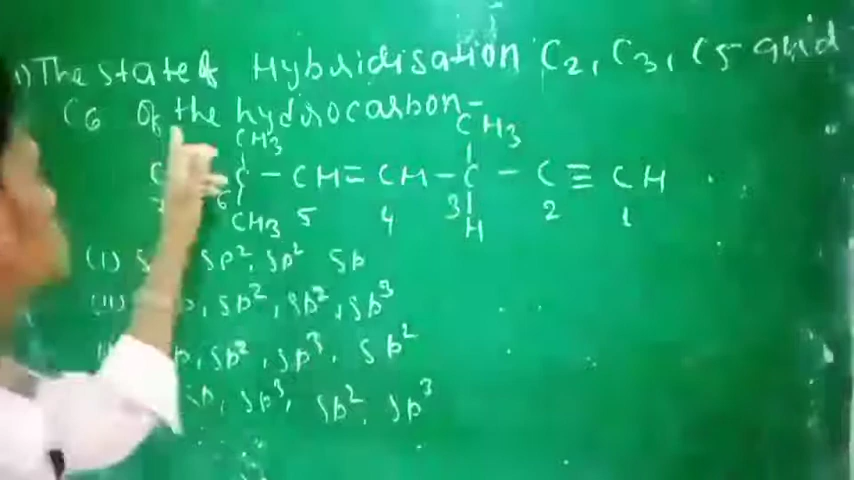 1) The state of Hybridisation C2, C3, C5 and
C6 of the hydrocarbon-
CH3 CH3
C C - CH = CH - C - C ≡ CH
6 5 4 3 2 1
CH3 H
(i) sp², sp² sp
(ii) p, sp², sp², sp³
p, sp², sp³, sp²
sp, sp³, sp², sp³